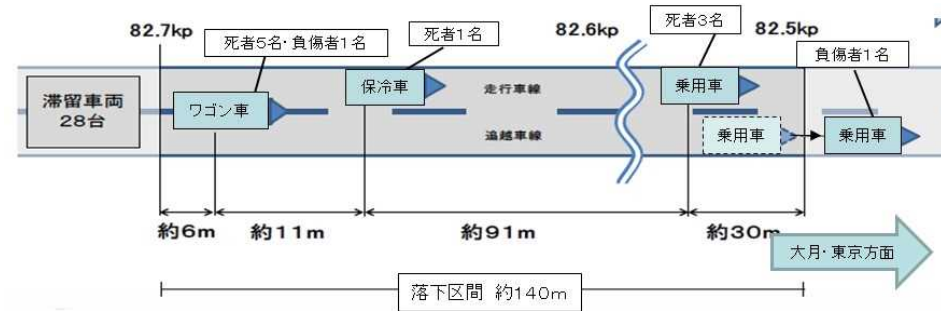 82.7kp
死者5名・負傷者1名
死者1名
82.6kp
死者3名
82.5kp
負傷者1名
滞留車両
28台
ワゴン車
保冷車
走行車線
追越車線
乗用車
乗用車
乗用車
約6m
約11m
約91m
約30m
大月・東京方面
落下区間 約140m